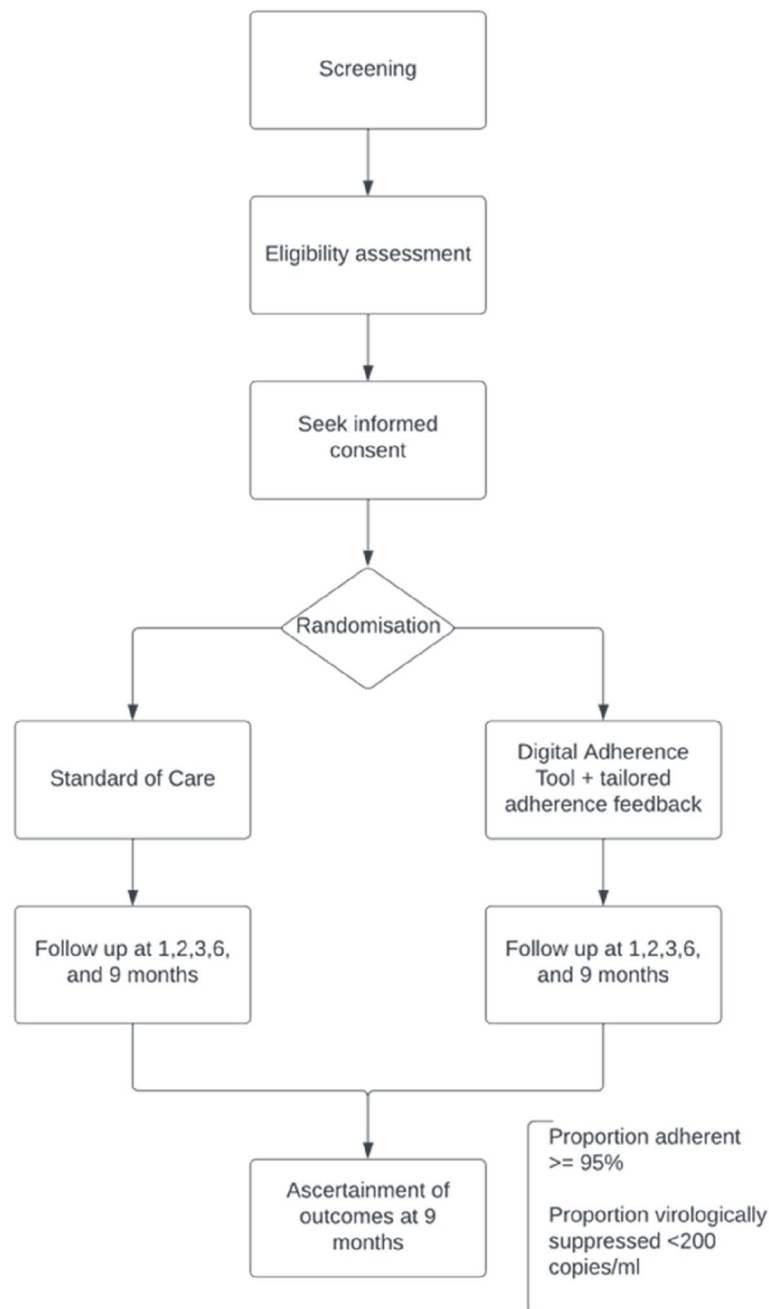 Screening
Eligibility assessment
Seek informed
consent
Randomisation
Standard of Care
Digital Adherence
Tool + tailored
adherence feedback
Follow up at 1,2,3,6,
and 9 months
Follow up at 1,2,3,6,
and 9 months
Ascertainment of
outcomes at 9
months
Proportion adherent
>= 95%
Proportion virologically
suppressed <200
copies/ml